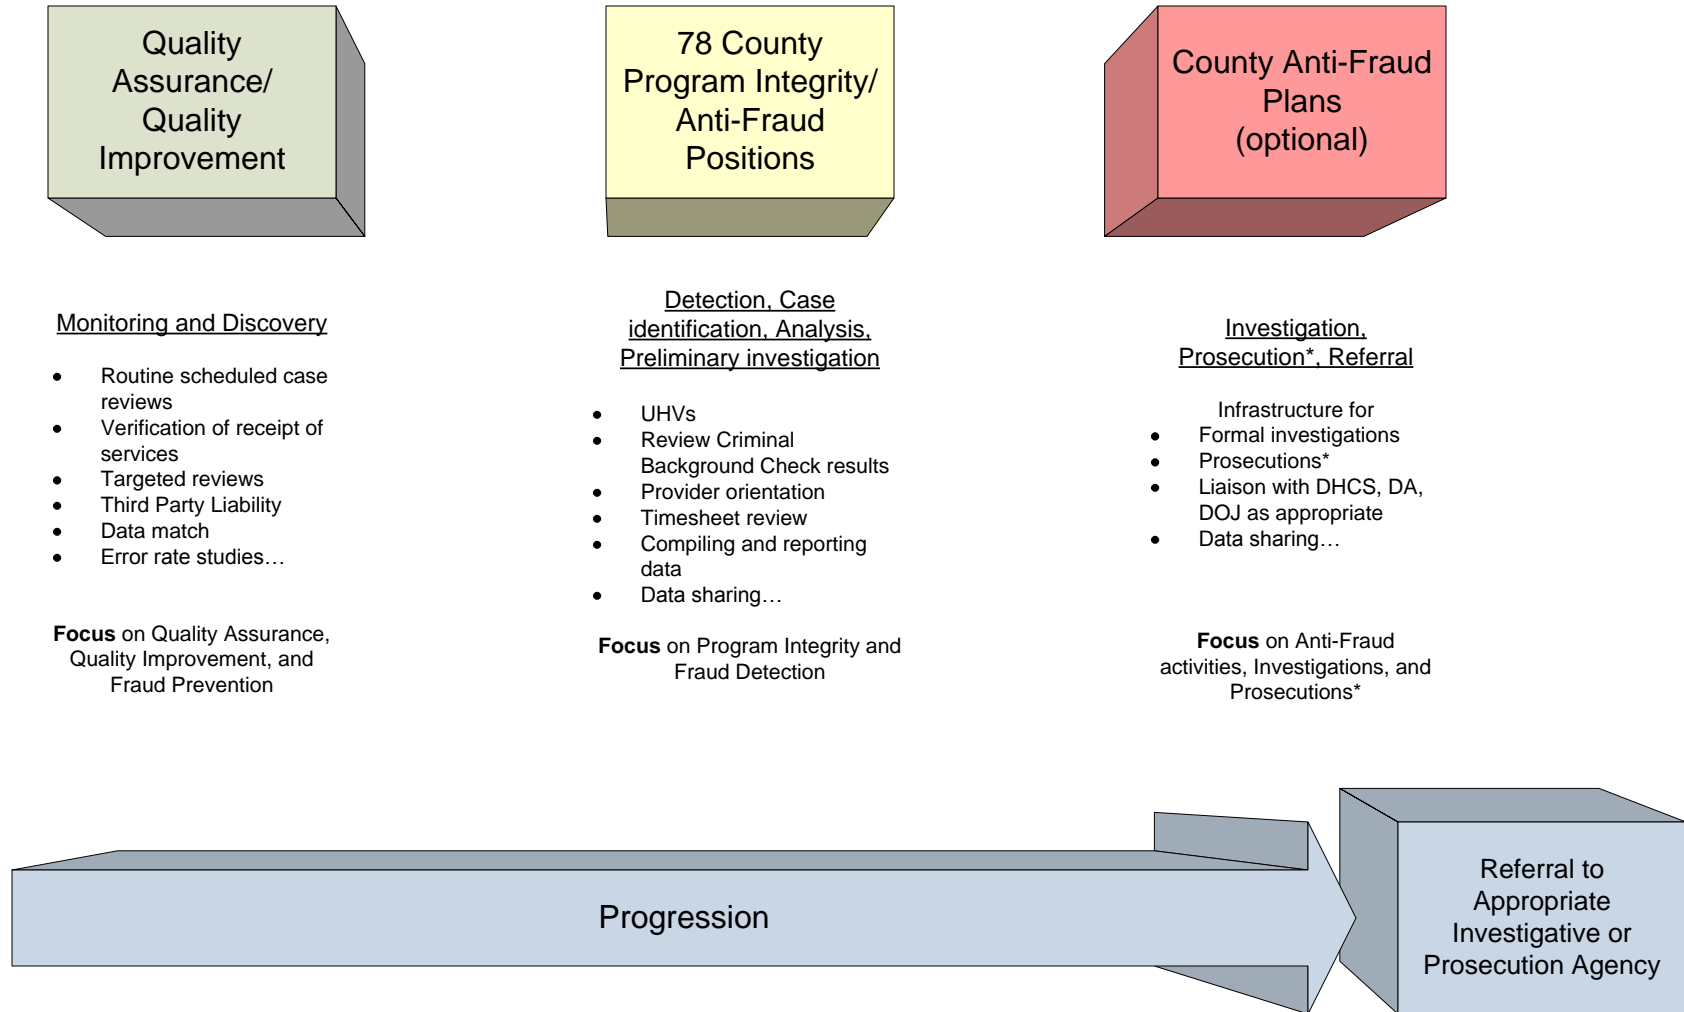 Quality
Assurance/
Quality
Improvement
Monitoring and Discovery
• Routine scheduled case
reviews
• Verification of receipt of
services
• Targeted reviews
• Third Party Liability
• Data match
• Error rate studies…
Focus on Quality Assurance,
Quality Improvement, and
Fraud Prevention
78 County
Program Integrity/
Anti-Fraud
Positions
Detection, Case
identification, Analysis,
Preliminary investigation
• UHVs
• Review Criminal
Background Check results
• Provider orientation
• Timesheet review
• Compiling and reporting
data
• Data sharing…
Focus on Program Integrity and
Fraud Detection
County Anti-Fraud
Plans
(optional)
Investigation,
Prosecution*, Referral
Infrastructure for
• Formal investigations
• Prosecutions*
• Liaison with DHCS, DA,
DOJ as appropriate
• Data sharing…
Focus on Anti-Fraud
activities, Investigations, and
Prosecutions*
Progression
Referral to
Appropriate
Investigative or
Prosecution Agency